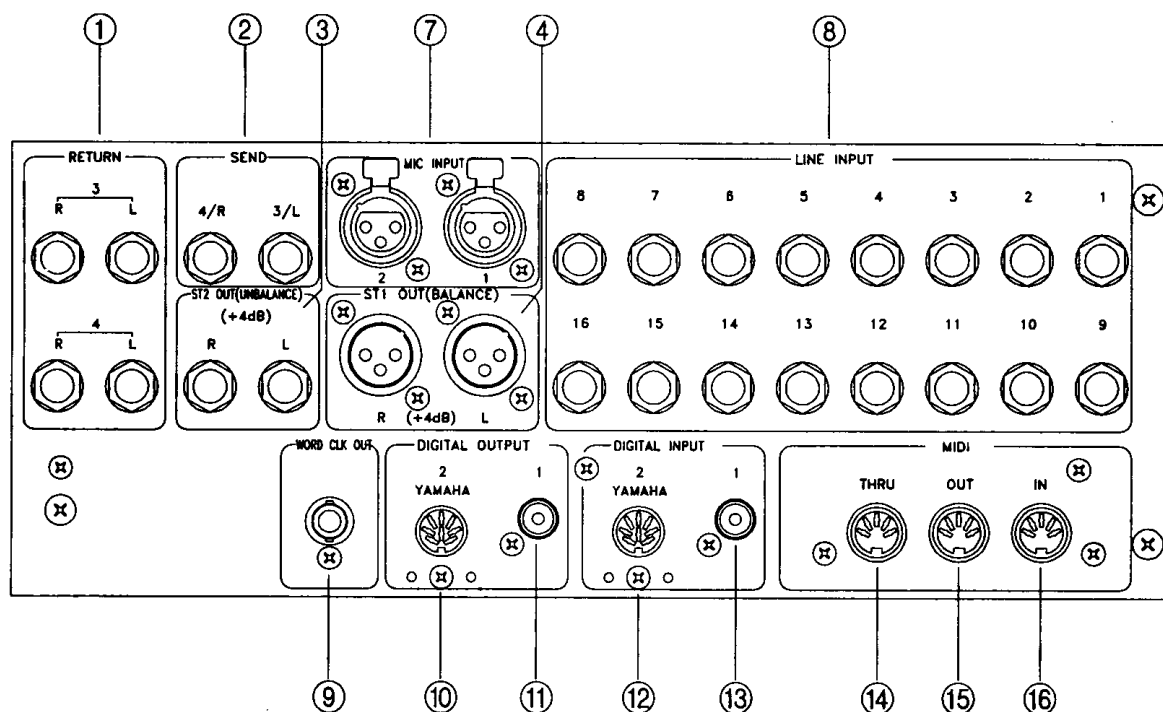 ① ② ③ ⑦ ④ ⑧
RETURN
3
R L
4
R L
SEND
4/R 3/L
ST2 OUT(UNBALANCE)
(+4dB)
R L
MIC INPUT
2 1
ST1 OUT(BALANCE)
R (+4dB) L
LINE INPUT
8 7 6 5 4 3 2 1
16 15 14 13 12 11 10 9
WORD CLK OUT
DIGITAL OUTPUT
2 1
YAMAHA
DIGITAL INPUT
2 1
YAMAHA
MIDI
THRU OUT IN
⑨ ⑩ ⑪ ⑫ ⑬ ⑭ ⑮ ⑯